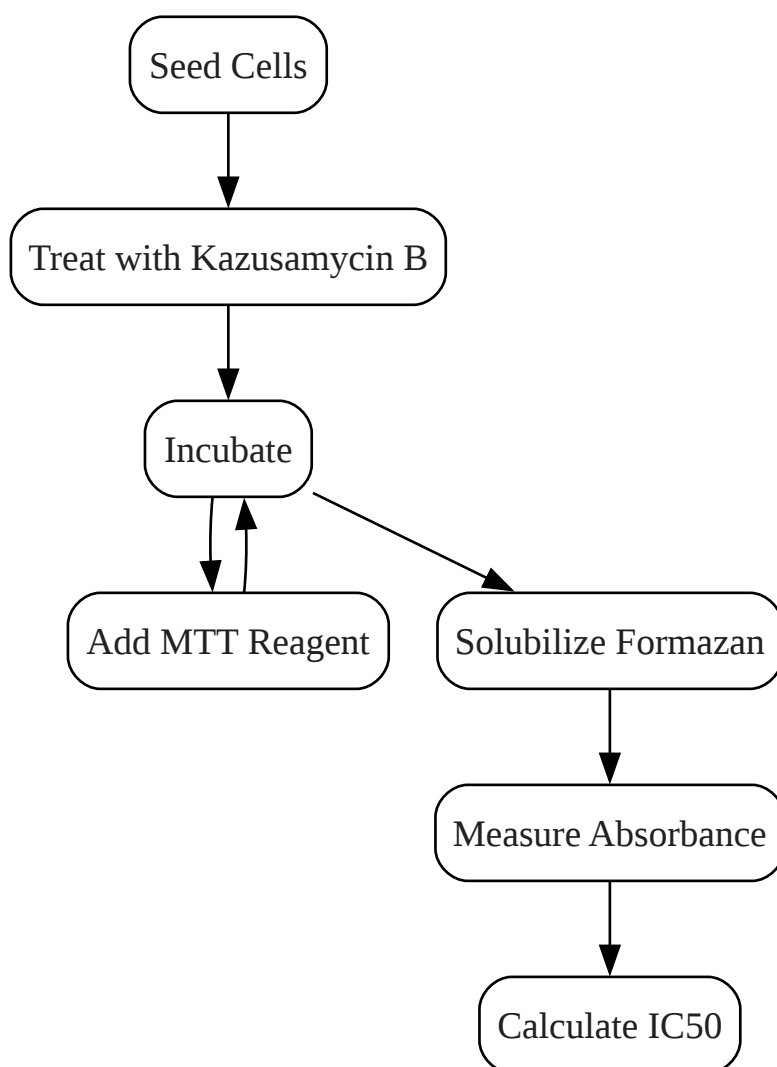 Seed Cells
Treat with Kazusamycin B
Incubate
Add MTT Reagent
Solubilize Formazan
Measure Absorbance
Calculate IC50